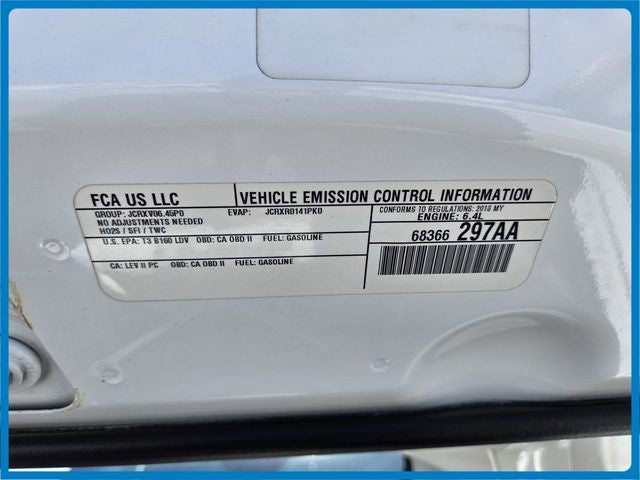 FCA US LLC
VEHICLE EMISSION CONTROL INFORMATION
GROUP: JCRXV06.45P0 EVAP: JCRXR0141PK0
NO ADJUSTMENTS NEEDED
HO2S / SFI / TWC
U.S. EPA: T3 B160 LDV OBD: CA OBD II FUEL: GASOLINE
CA: LEV II PC OBD: CA OBD II FUEL: GASOLINE
CONFORMS TO REGULATIONS: 2018 MY
ENGINE: 6.4L
68366 297AA